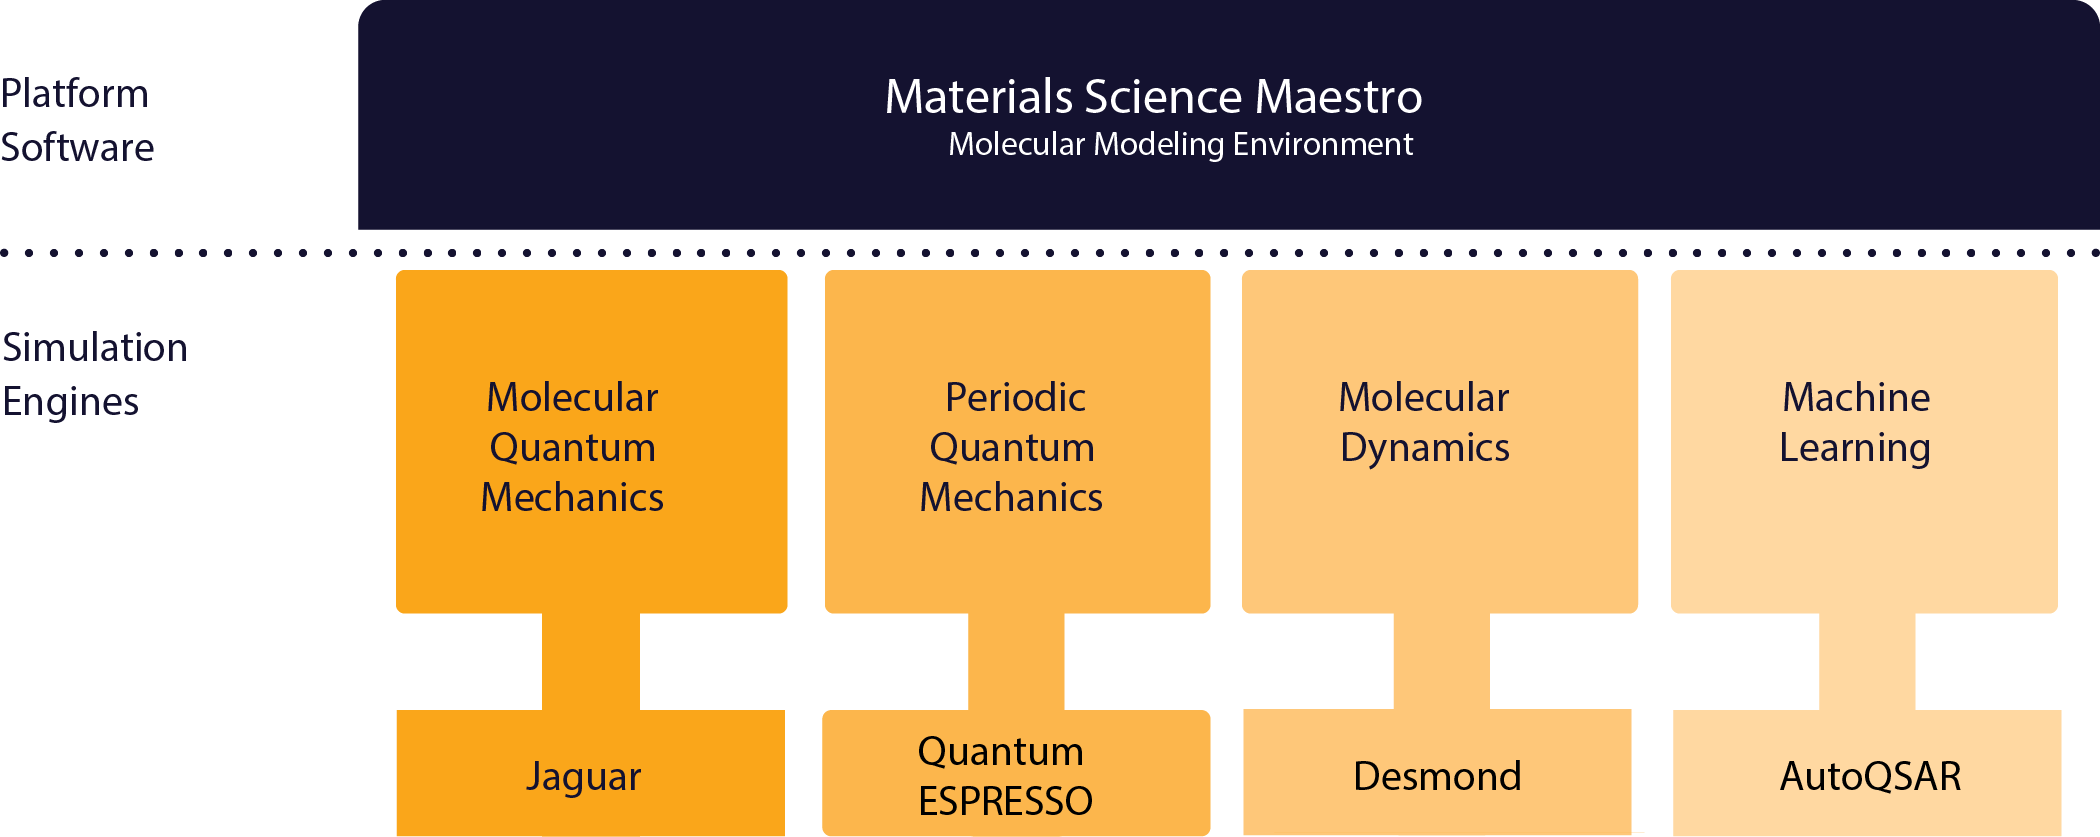 Platform
Software
Materials Science Maestro
Molecular Modeling Environment
Simulation
Engines
Molecular
Quantum
Mechanics
Periodic
Quantum
Mechanics
Molecular
Dynamics
Machine
Learning
Jaguar
Quantum
ESPRESSO
Desmond
AutoQSAR